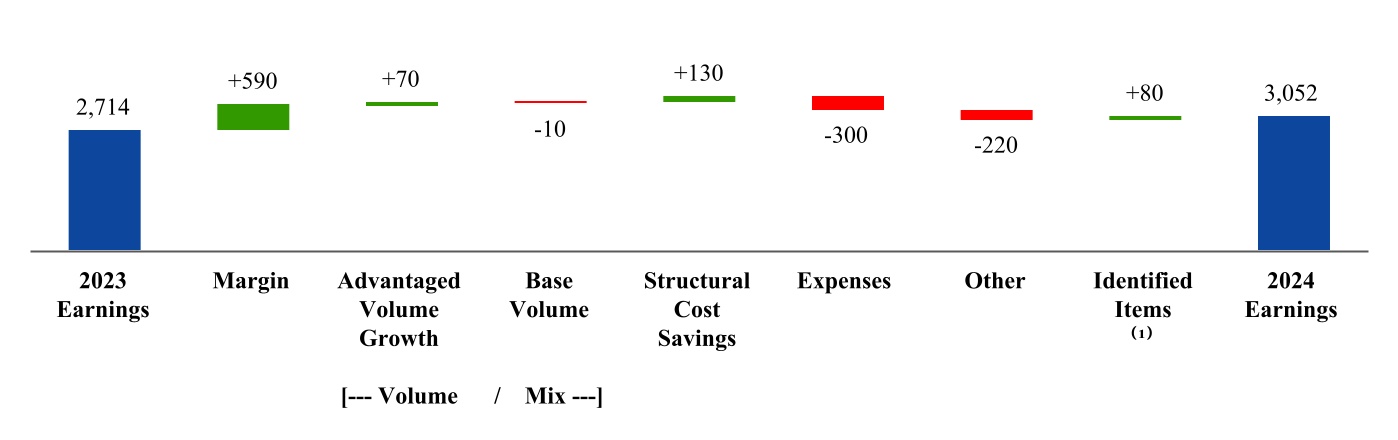 2,714
+590
+70
-10
+130
-300
-220
+80
3,052
2023
Earnings
Margin
Advantaged
Volume
Growth
Base
Volume
Structural
Cost
Savings
Expenses
Other
Identified
Items
⁽¹⁾
2024
Earnings
[--- Volume / Mix ---]